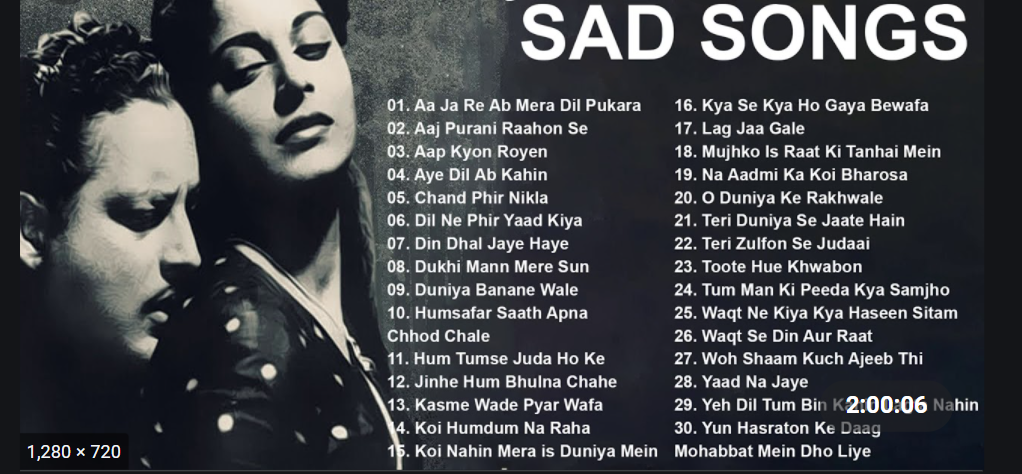 SAD SONGS
01. Aa Ja Re Ab Mera Dil Pukara
02. Aaj Purani Raahon Se
03. Aap Kyon Royen
04. Aye Dil Ab Kahin
05. Chand Phir Nikla
06. Dil Ne Phir Yaad Kiya
07. Din Dhal Jaye Haye
08. Dukhi Mann Mere Sun
09. Duniya Banane Wale
10. Humsafar Saath Apna
Chhod Chale
11. Hum Tumse Juda Ho Ke
12. Jinhe Hum Bhulna Chahe
13. Kasme Wade Pyar Wafa
14. Koi Humdum Na Raha
15. Koi Nahin Mera is Duniya Mein
16. Kya Se Kya Ho Gaya Bewafa
17. Lag Jaa Gale
18. Mujhko Is Raat Ki Tanhai Mein
19. Na Aadmi Ka Koi Bharosa
20. O Duniya Ke Rakhwale
21. Teri Duniya Se Jaate Hain
22. Teri Zulfon Se Judaai
23. Toote Hue Khwabon
24. Tum Man Ki Peeda Kya Samjho
25. Waqt Ne Kiya Kya Haseen Sitam
26. Waqt Se Din Aur Raat
27. Woh Shaam Kuch Ajeeb Thi
28. Yaad Na Jaye
29. Yeh Dil Tum Bin Nahin
30. Yun Hasraton Ke Daag
Mohabbat Mein Dho Liye
2:00:06
1,280 × 720